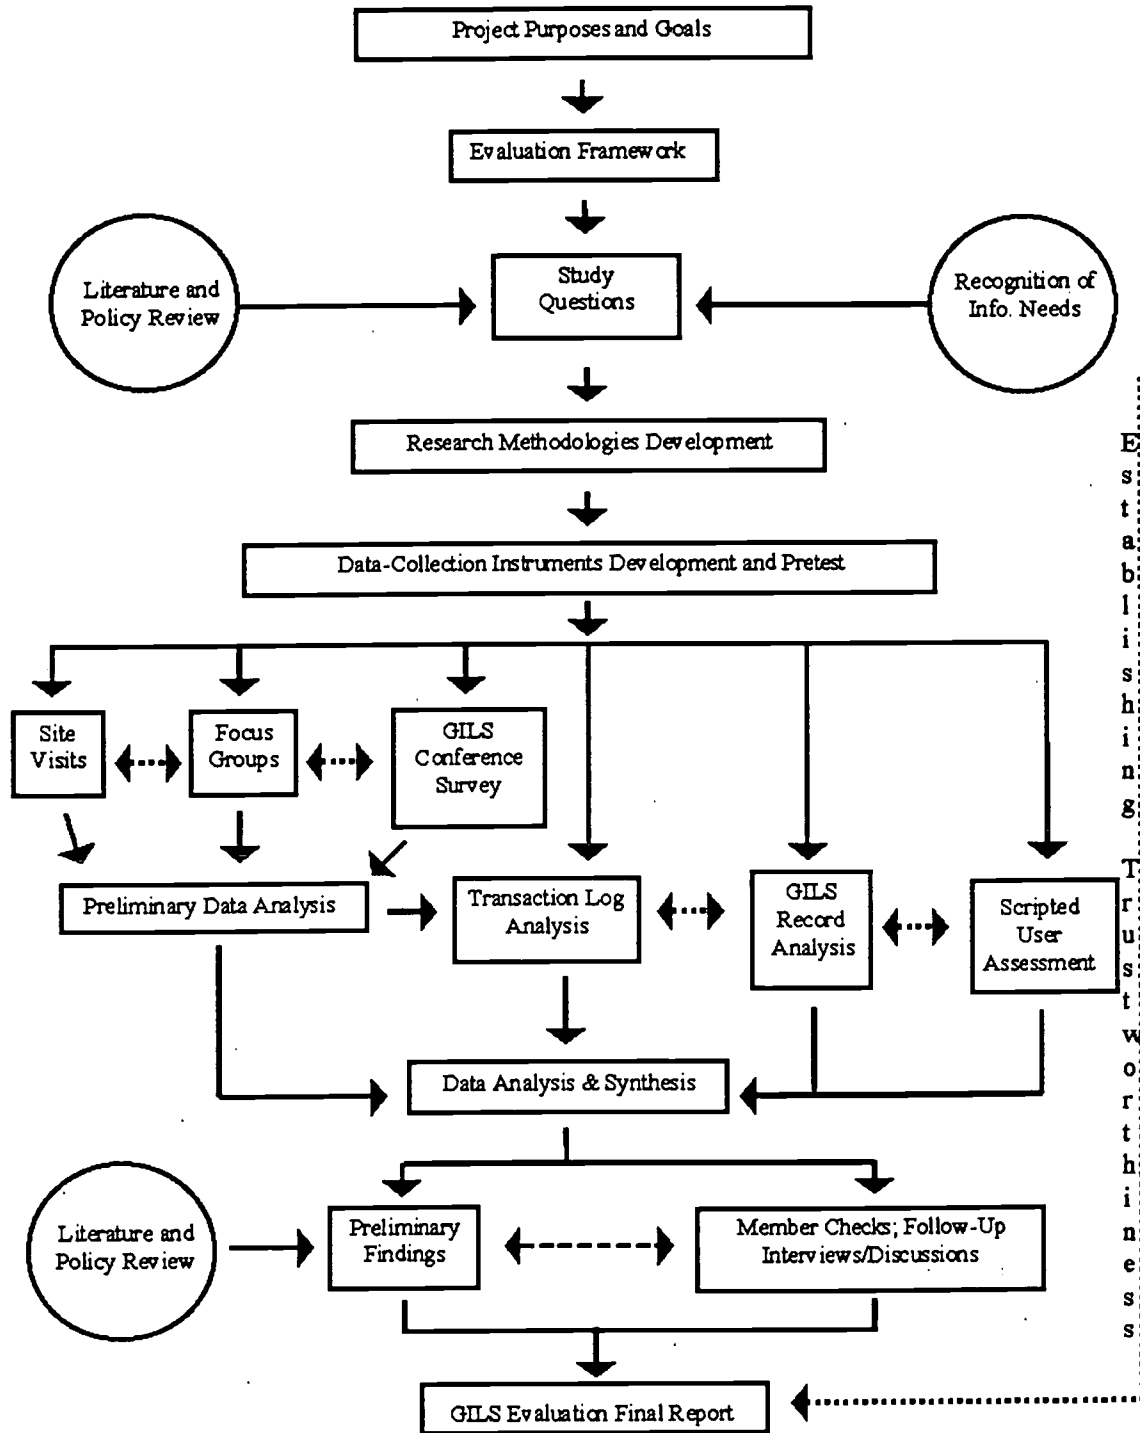 Project Purposes and Goals
Evaluation Framework
Literature and
Policy Review
Study
Questions
Recognition of
Info. Needs
Research Methodologies Development
Data-Collection Instruments Development and Pretest
Site
Visits
Focus
Groups
GILS
Conference
Survey
Preliminary Data Analysis
Transaction Log
Analysis
GILS
Record
Analysis
Scripted
User
Assessment
Data Analysis & Synthesis
Literature and
Policy Review
Preliminary
Findings
Member Checks; Follow-Up
Interviews/Discussions
GILS Evaluation Final Report
Establishing Trustworthiness